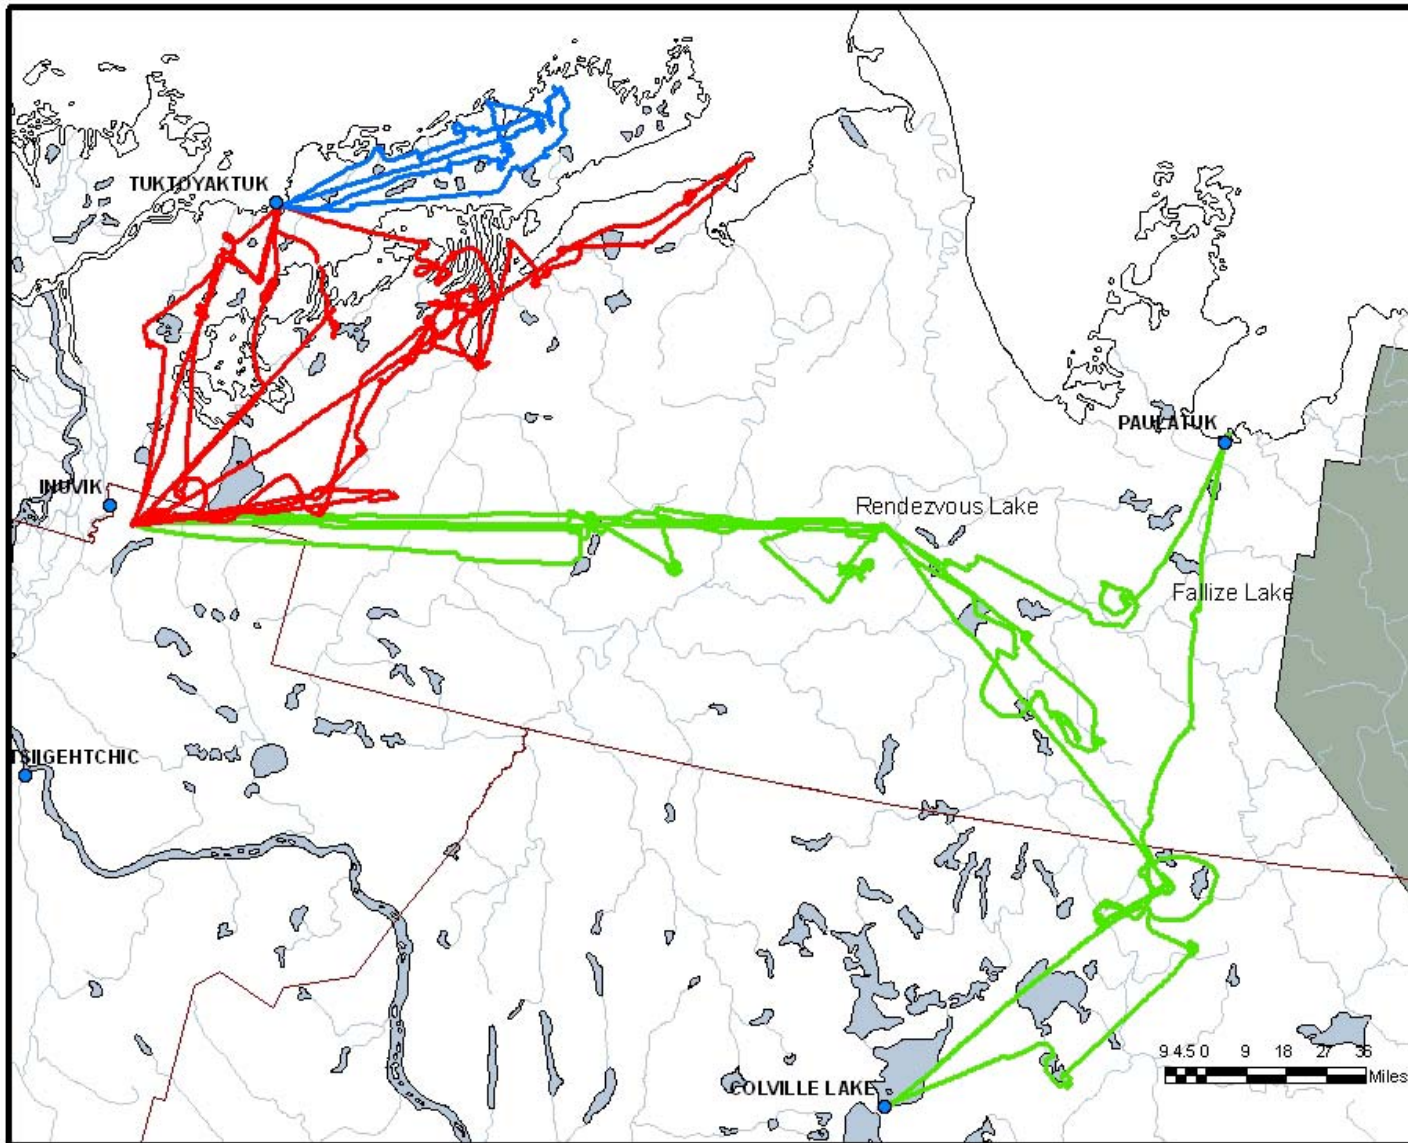 TUKTOYAKTUK
PAULATUK
INUVIK
Rendezvous Lake
Fallize Lake
TSIIGEHTCHIC
9 4.5 0 9 18 27 36
Miles
COLVILLE LAKE